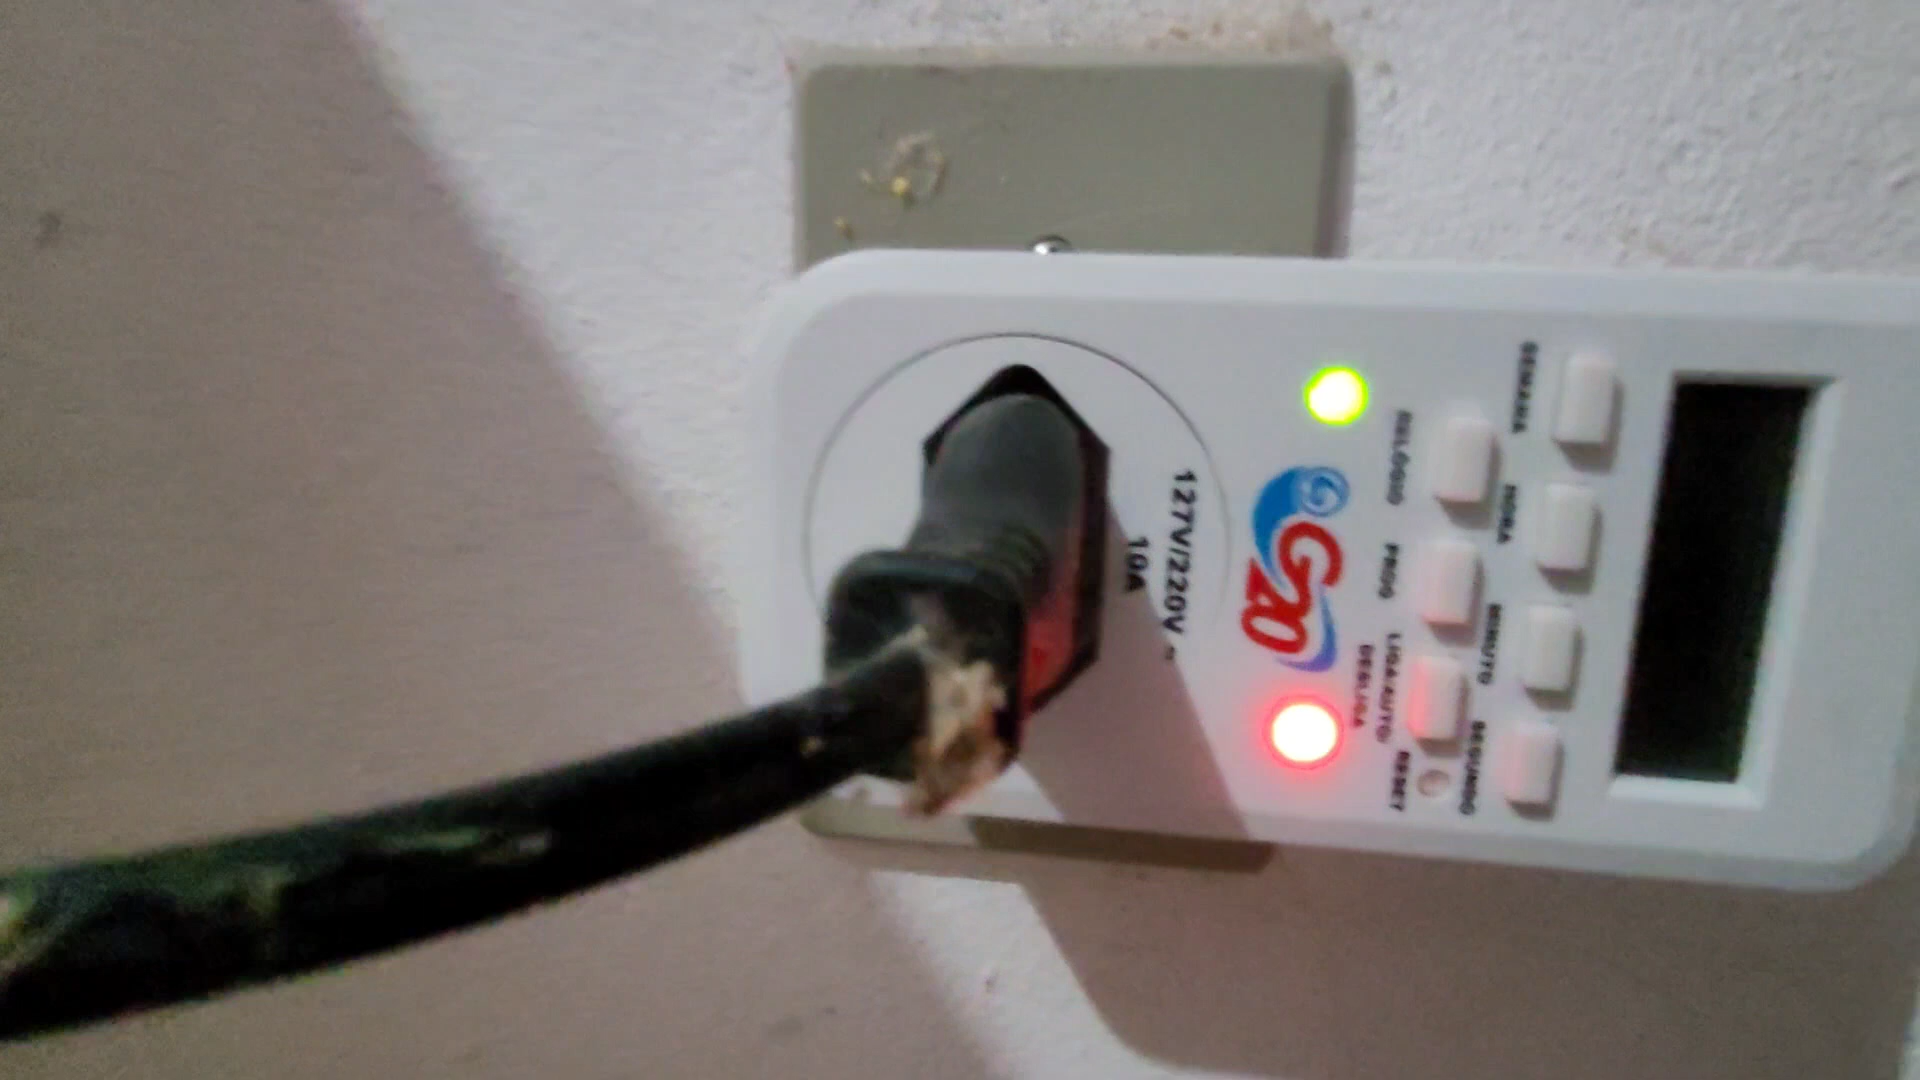 SEMANA
HORA
MINUTO
SEGUNDO
RELÓGIO
PROG
LIGA/AUTO
DESLIGA
RESET
G20
127V/220V
10A